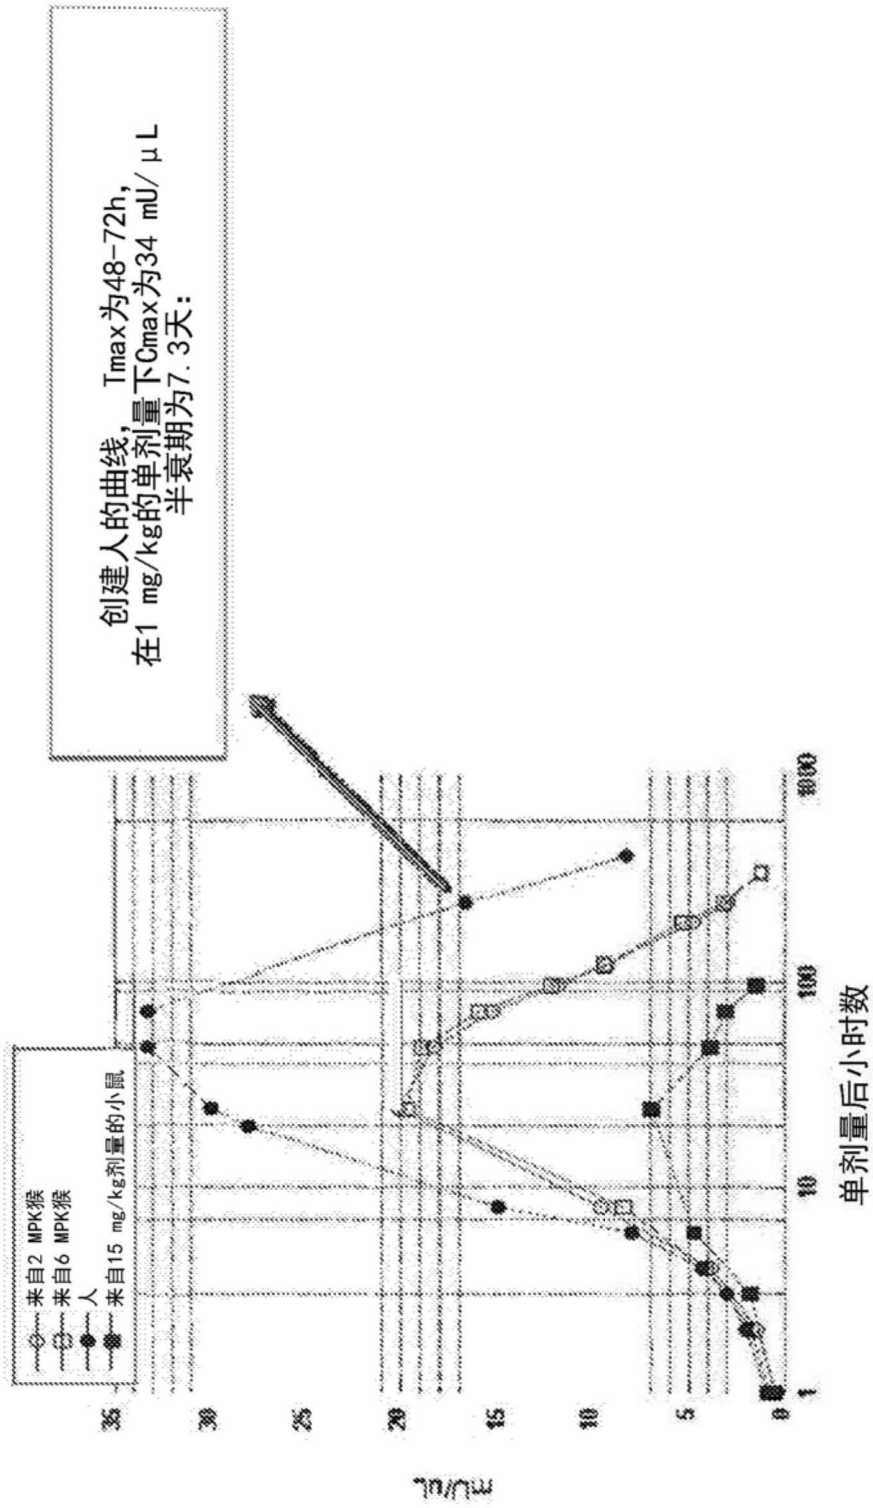 来自2 MPK猴
来自6 MPK猴
人
来自15 mg/kg剂量的小鼠
创建人的曲线， Tmax为48-72h，
在1 mg/kg的单剂量下Cmax为34 mU/μL
半衰期为7.3天：
mU/uL
35
30
25
20
15
10
5
0
1
10
100
1000
单剂量后小时数